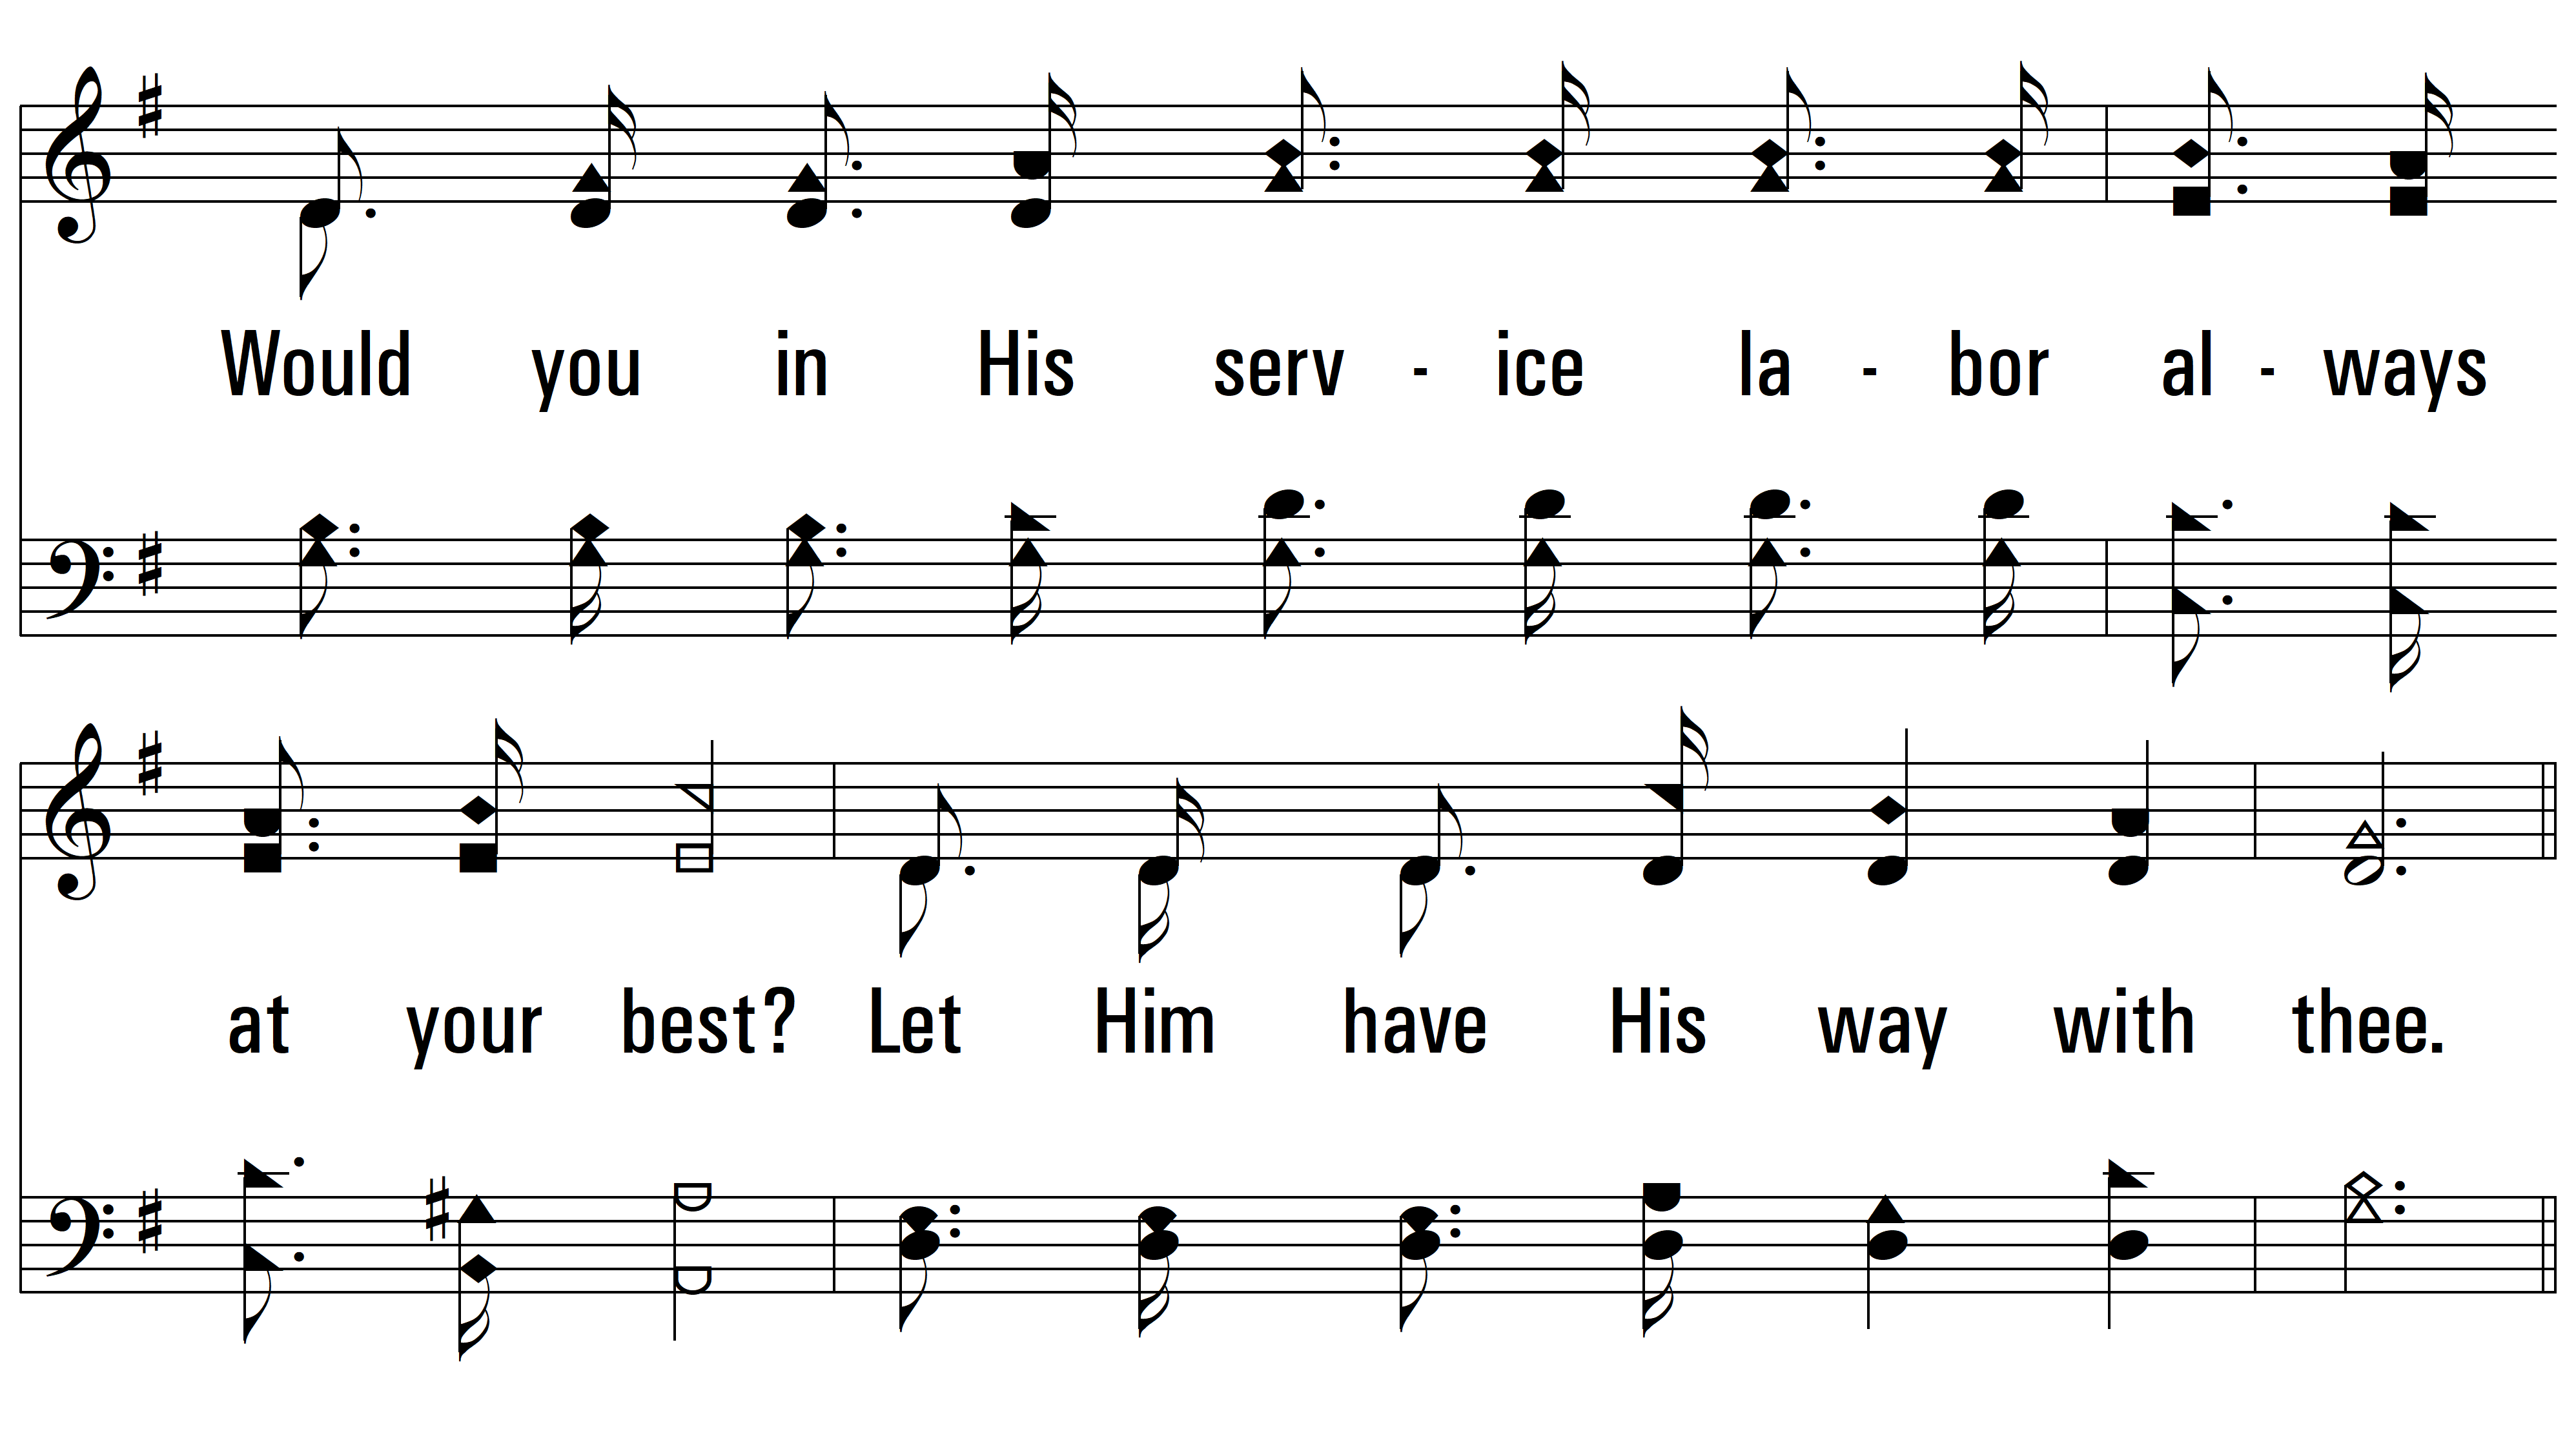 Would you in His serv - ice la - bor al - ways
at your best? Let Him have His way with thee.